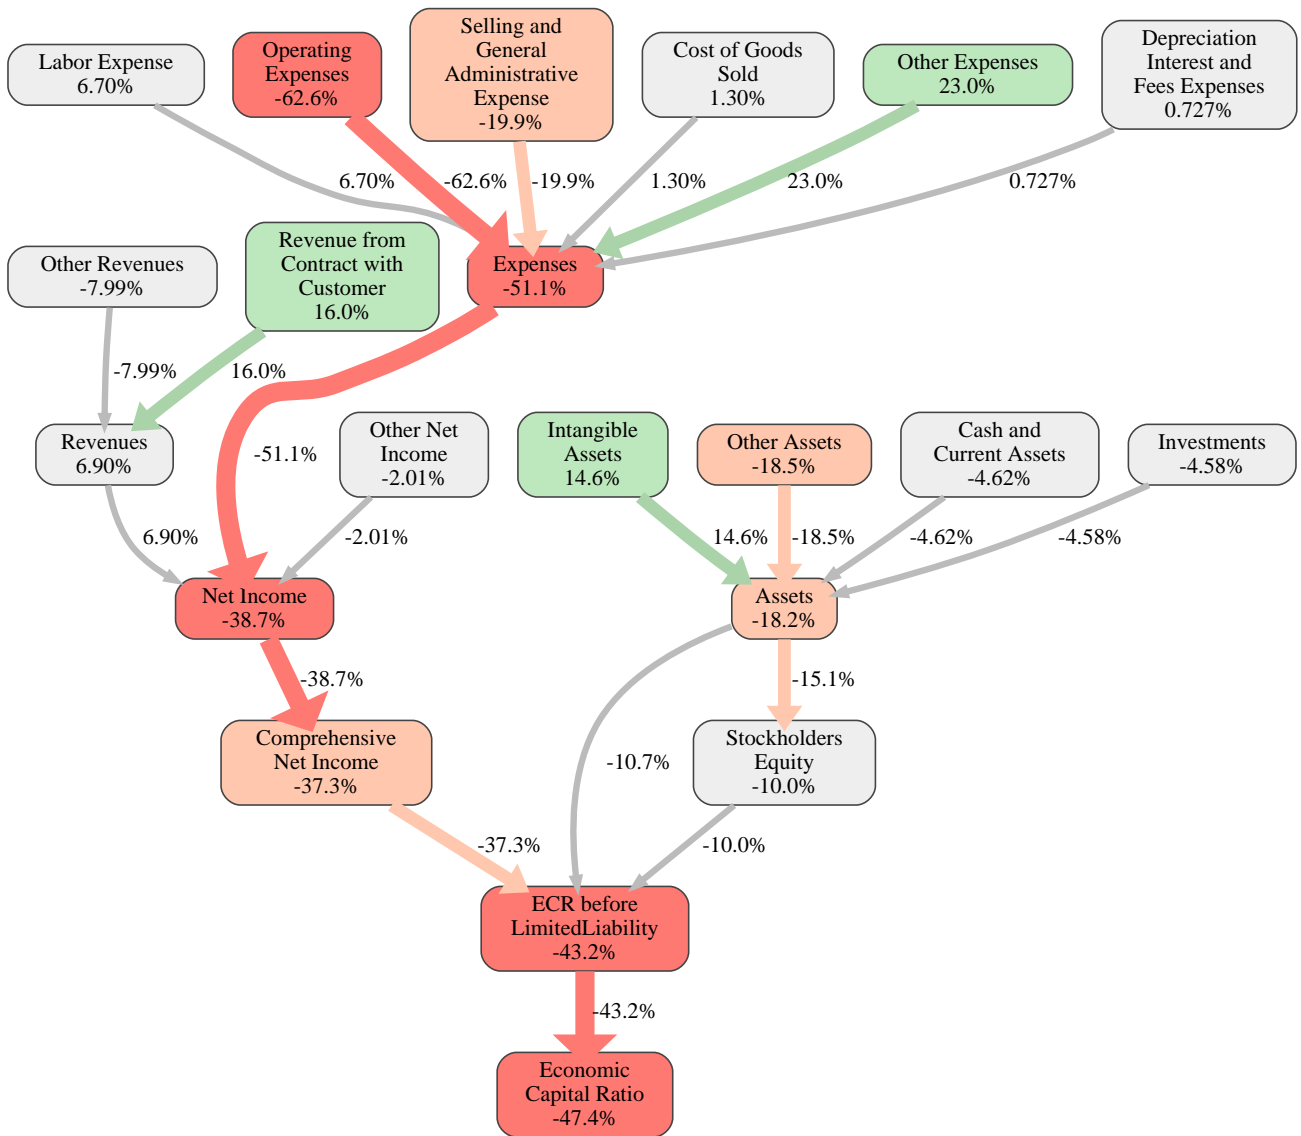 Labor Expense
6.70%
Operating
Expenses
-62.6%
Selling and
General
Administrative
Expense
-19.9%
Cost of Goods
Sold
1.30%
Other Expenses
23.0%
Depreciation
Interest and
Fees Expenses
0.727%
6.70%
-62.6%
-19.9%
1.30%
23.0%
0.727%
Other Revenues
-7.99%
Revenue from
Contract with
Customer
16.0%
Expenses
-51.1%
-7.99%
16.0%
-51.1%
Revenues
6.90%
Other Net
Income
-2.01%
Intangible
Assets
14.6%
Other Assets
-18.5%
Cash and
Current Assets
-4.62%
Investments
-4.58%
6.90%
-2.01%
14.6%
-18.5%
-4.62%
-4.58%
Net Income
-38.7%
Assets
-18.2%
-38.7%
-15.1%
Comprehensive
Net Income
-37.3%
-10.7%
Stockholders
Equity
-10.0%
-37.3%
-10.0%
ECR before
LimitedLiability
-43.2%
-43.2%
Economic
Capital Ratio
-47.4%